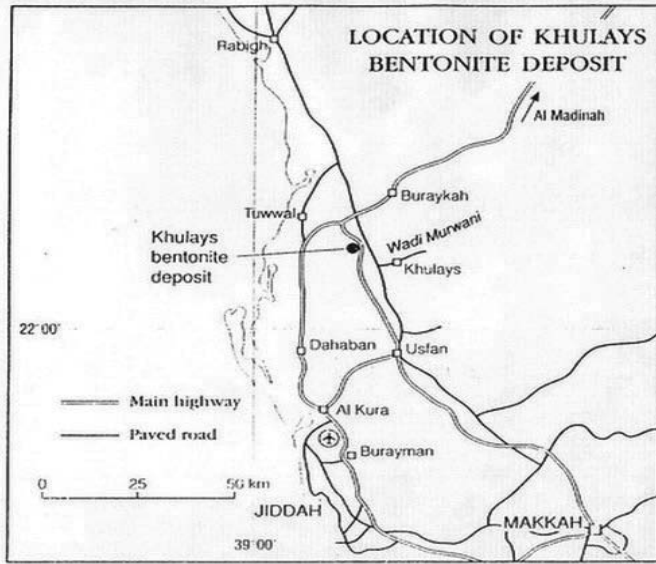 LOCATION OF KHULAYS
BENTONITE DEPOSIT
Rabigh
Al Madinah
Buraykah
Tuwwal
Wadi Murwani
Khulays
bentonite
deposit
Khulays
22°00'
Dahaban
Usfan
Main highway
Al Kura
Paved road
Burayman
0 25 50 km
JIDDAH
MAKKAH
39°00'